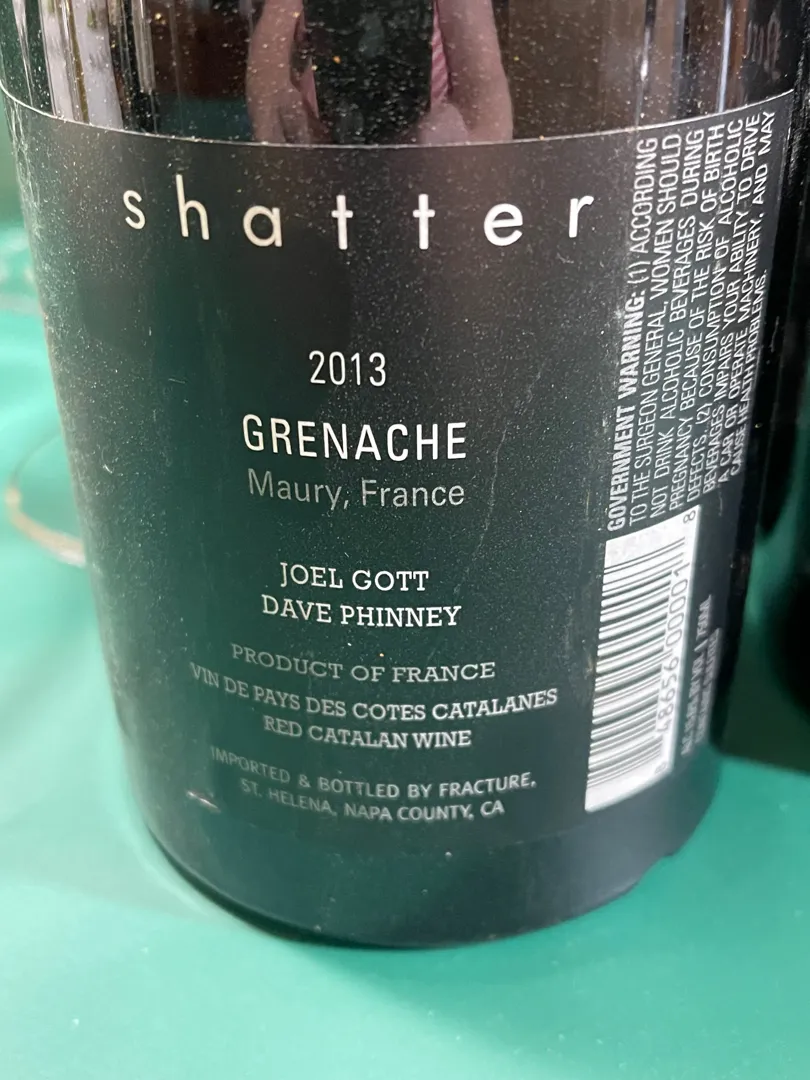 shatter
2013
GRENACHE
Maury, France
JOEL GOTT
DAVE PHINNEY
PRODUCT OF FRANCE
VIN DE PAYS DES COTES CATALANES
RED CATALAN WINE
IMPORTED & BOTTLED BY FRACTURE,
ST. HELENA, NAPA COUNTY, CA
GOVERNMENT WARNING: (1) ACCORDING
TO THE SURGEON GENERAL, WOMEN SHOULD
NOT DRINK ALCOHOLIC BEVERAGES DURING
PREGNANCY BECAUSE OF THE RISK OF BIRTH
DEFECTS. (2) CONSUMPTION OF ALCOHOLIC
BEVERAGES IMPAIRS YOUR ABILITY TO DRIVE
A CAR OR OPERATE MACHINERY, AND MAY
CAUSE HEALTH PROBLEMS.
48656 00001 8